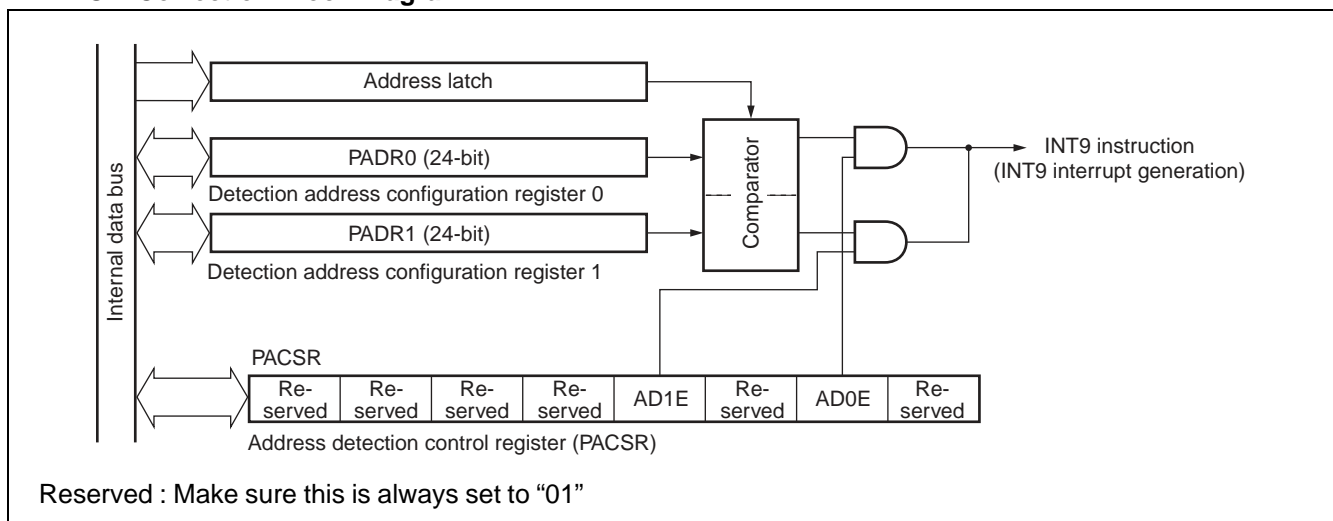 Address latch
PADR0 (24-bit)
Detection address configuration register 0
PADR1 (24-bit)
Detection address configuration register 1
Internal data bus
Comparator
INT9 instruction
(INT9 interrupt generation)
PACSR
Re-served Re-served Re-served Re-served AD1E Re-served AD0E Re-served
Address detection control register (PACSR)
Reserved : Make sure this is always set to “01”